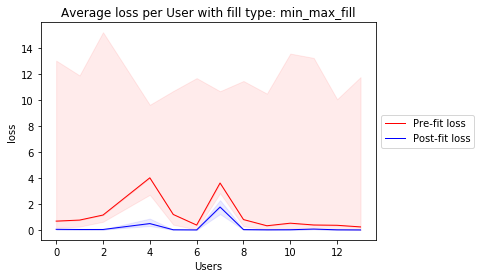 Average loss per User with fill type: min_max_fill
loss
14
12
10
8
6
4
2
0
0 2 4 6 8 10 12
Users
Pre-fit loss
Post-fit loss